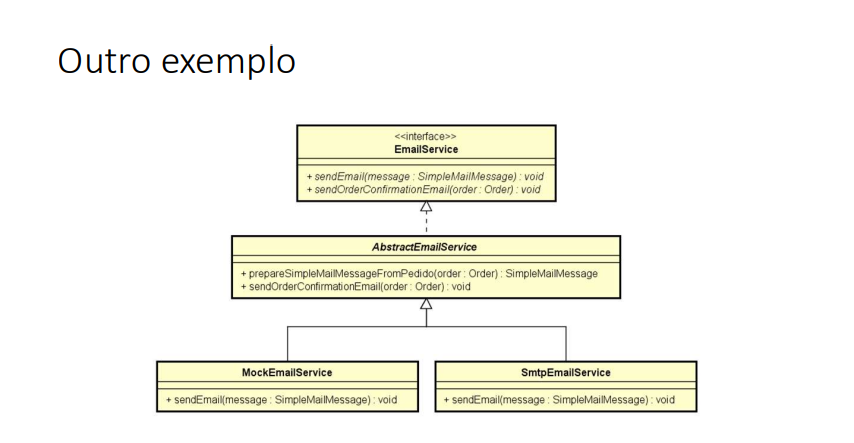 Outro exemplo
<<interface>>
EmailService
+ sendEmail(message : SimpleMailMessage) : void
+ sendOrderConfirmationEmail(order : Order) : void
AbstractEmailService
+ prepareSimpleMailMessageFromPedido(order : Order) : SimpleMailMessage
+ sendOrderConfirmationEmail(order : Order) : void
MockEmailService
+ sendEmail(message : SimpleMailMessage) : void
SmtpEmailService
+ sendEmail(message : SimpleMailMessage) : void